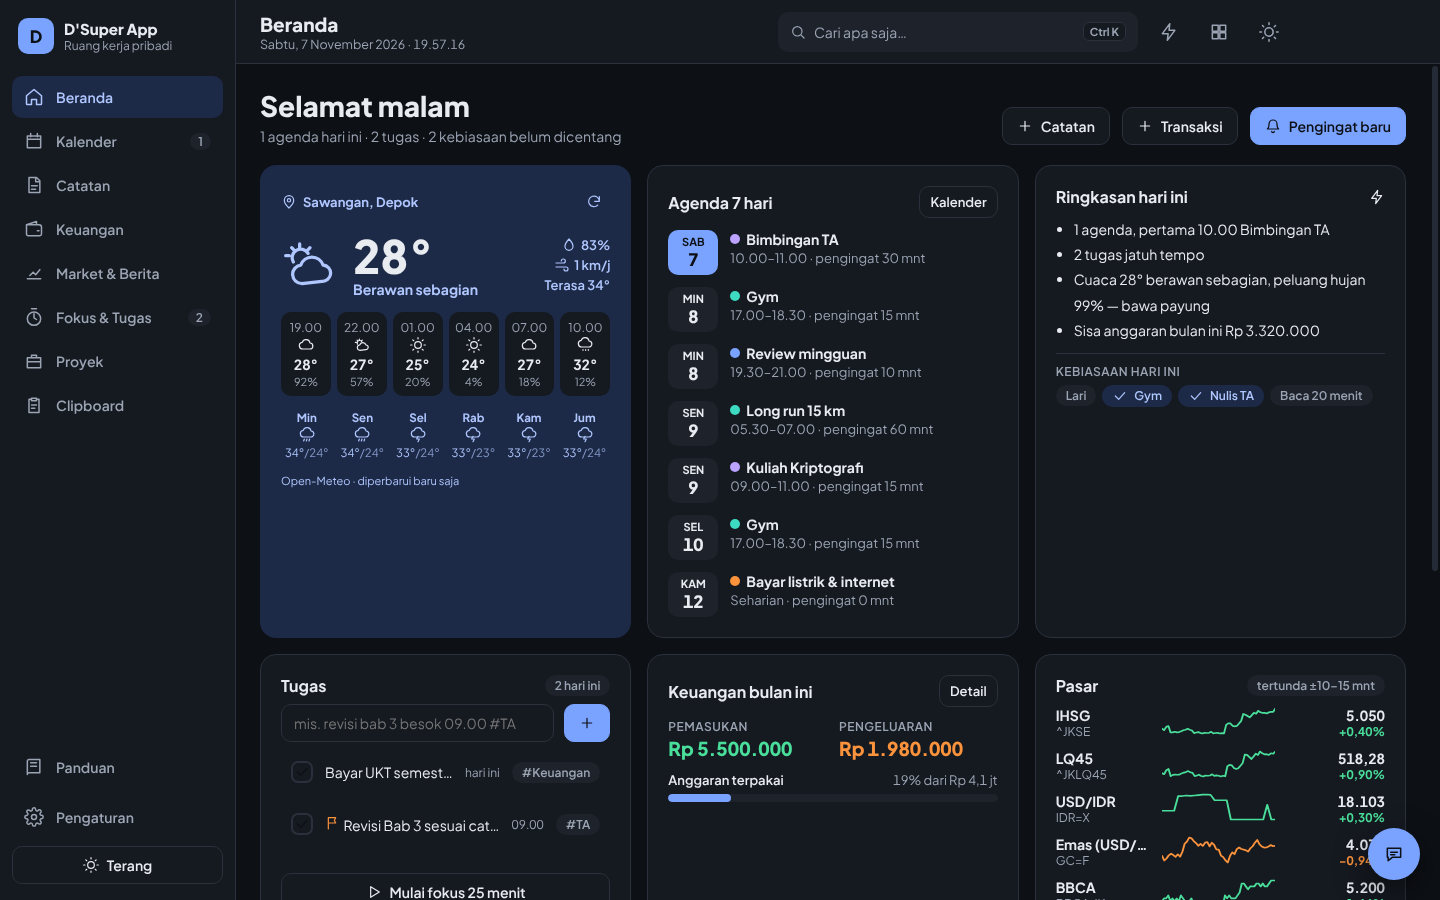 D
D'Super App
Ruang kerja pribadi
Beranda
Kalender 1
Catatan
Keuangan
Market & Berita
Fokus & Tugas 2
Proyek
Clipboard
Panduan
Pengaturan
Terang
Beranda
Sabtu, 7 November 2026 · 19.57.16
Cari apa saja... Ctrl K
Selamat malam
1 agenda hari ini · 2 tugas · 2 kebiasaan belum dicentang
Catatan
Transaksi
Pengingat baru
Sawangan, Depok
28°
Berawan sebagian
83%
1 km/j
Terasa 34°
19.00 22.00 01.00 04.00 07.00 10.00
28° 27° 25° 24° 27° 32°
92% 57% 20% 4% 18% 12%
Min Sen Sel Rab Kam Jum
34°/24° 34°/24° 33°/24° 33°/23° 33°/23° 33°/24°
Open-Meteo · diperbarui baru saja
Agenda 7 hari Kalender
SAB 7
Bimbingan TA
10.00–11.00 · pengingat 30 mnt
MIN 8
Gym
17.00–18.30 · pengingat 15 mnt
MIN 8
Review mingguan
19.30–21.00 · pengingat 10 mnt
SEN 9
Long run 15 km
05.30–07.00 · pengingat 60 mnt
SEN 9
Kuliah Kriptografi
09.00–11.00 · pengingat 15 mnt
SEL 10
Gym
17.00–18.30 · pengingat 15 mnt
KAM 12
Bayar listrik & internet
Seharian · pengingat 0 mnt
Ringkasan hari ini
1 agenda, pertama 10.00 Bimbingan TA
2 tugas jatuh tempo
Cuaca 28° berawan sebagian, peluang hujan
99% — bawa payung
Sisa anggaran bulan ini Rp 3.320.000
KEBIASAAN HARI INI
Lari Gym Nulis TA Baca 20 menit
Tugas 2 hari ini
mis. revisi bab 3 besok 09.00 #TA
Bayar UKT semest... hari ini #Keuangan
Revisi Bab 3 sesuai cat... 09.00 #TA
Mulai fokus 25 menit
Keuangan bulan ini Detail
PEMASUKAN PENGELUARAN
Rp 5.500.000 Rp 1.980.000
Anggaran terpakai 19% dari Rp 4,1 jt
Pasar tertunda ±10–15 mnt
IHSG 5.050
^JKSE +0,40%
LQ45 518,28
^JKLQ45 +0,90%
USD/IDR 18.103
IDR=X +0,30%
Emas (USD/...
GC=F
BBCA 5.200